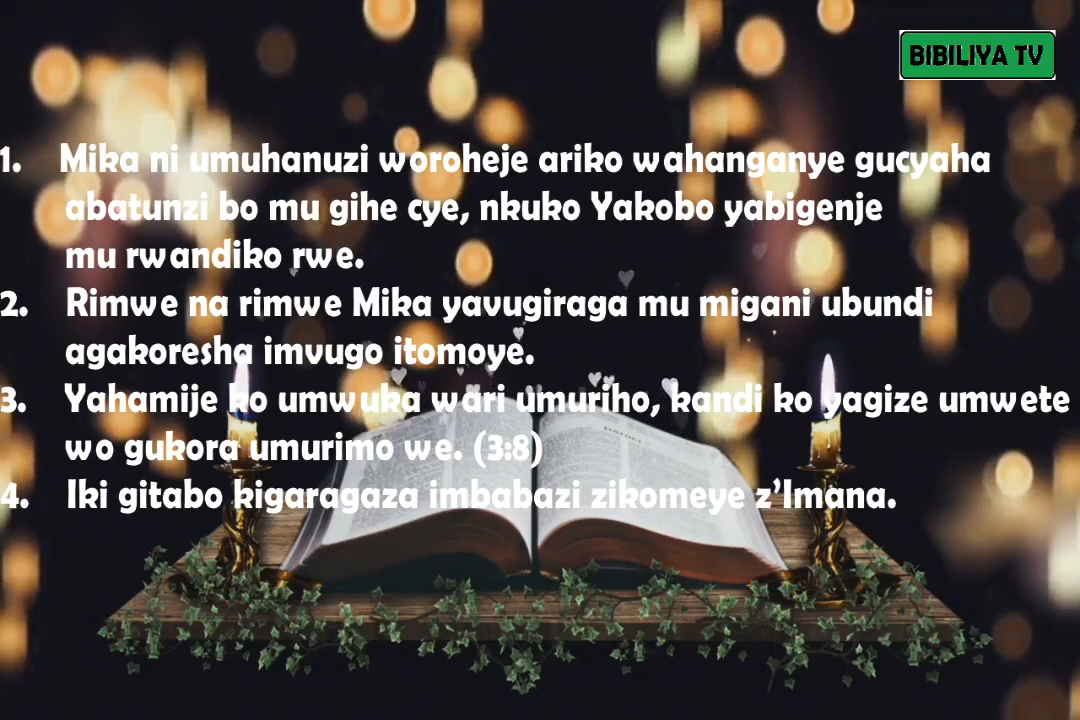 BIBILIYA TV
1. Mika ni umuhanuzi woroheje ariko wahanganye gucyaha
abatunzi bo mu gihe cye, nkuko Yakobo yabigenje
mu rwandiko rwe.
2. Rimwe na rimwe Mika yavugiraga mu migani ubundi
agakoresha imvugo itomoye.
3. Yahamije ko umwuka wari umuriho, kandi ko yagize umwete
wo gukora umurimo we. (3:8)
4. Iki gitabo kigaragaza imbabazi zikomeye z’Imana.